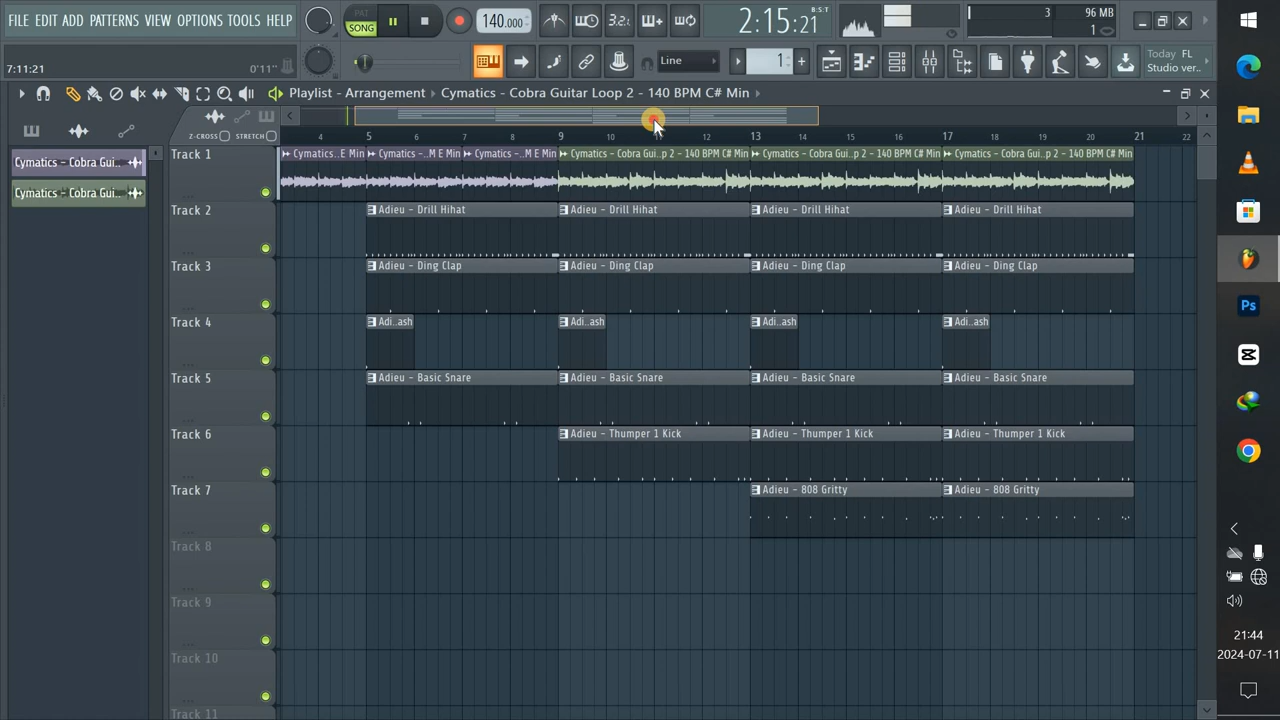 FILE EDIT ADD PATTERNS VIEW OPTIONS TOOLS HELP
PAT
SONG
140.000
3.2
2:15:21
B:S:T
3
96 MB
1
7:11:21
0'11"
Line
1
Today FL
Studio ver..
Playlist - Arrangement
Cymatics - Cobra Guitar Loop 2 - 140 BPM C# Min
Z-CROSS
STRETCH
4 5 6 7 8 9 10 11 12 13 14 15 16 17 18 19 20 21 22
Cymatics - Cobra Gui..
Cymatics - Cobra Gui..
Track 1
Cymatics...E Min
Cymatics -..M E Min
Cymatics -..M E Min
Cymatics - Cobra Gui..p 2 - 140 BPM C# Min
Cymatics - Cobra Gui..p 2 - 140 BPM C# Min
Cymatics - Cobra Gui..p 2 - 140 BPM C# Min
Track 2
Adieu - Drill Hihat
Adieu - Drill Hihat
Adieu - Drill Hihat
Adieu - Drill Hihat
Track 3
Adieu - Ding Clap
Adieu - Ding Clap
Adieu - Ding Clap
Adieu - Ding Clap
Track 4
Adi..ash
Adi..ash
Adi..ash
Adi..ash
Track 5
Adieu - Basic Snare
Adieu - Basic Snare
Adieu - Basic Snare
Adieu - Basic Snare
Track 6
Adieu - Thumper 1 Kick
Adieu - Thumper 1 Kick
Adieu - Thumper 1 Kick
Track 7
Adieu - 808 Gritty
Adieu - 808 Gritty
Track 8
Track 9
Track 10
Track 11
Ps
21:44
2024-07-11